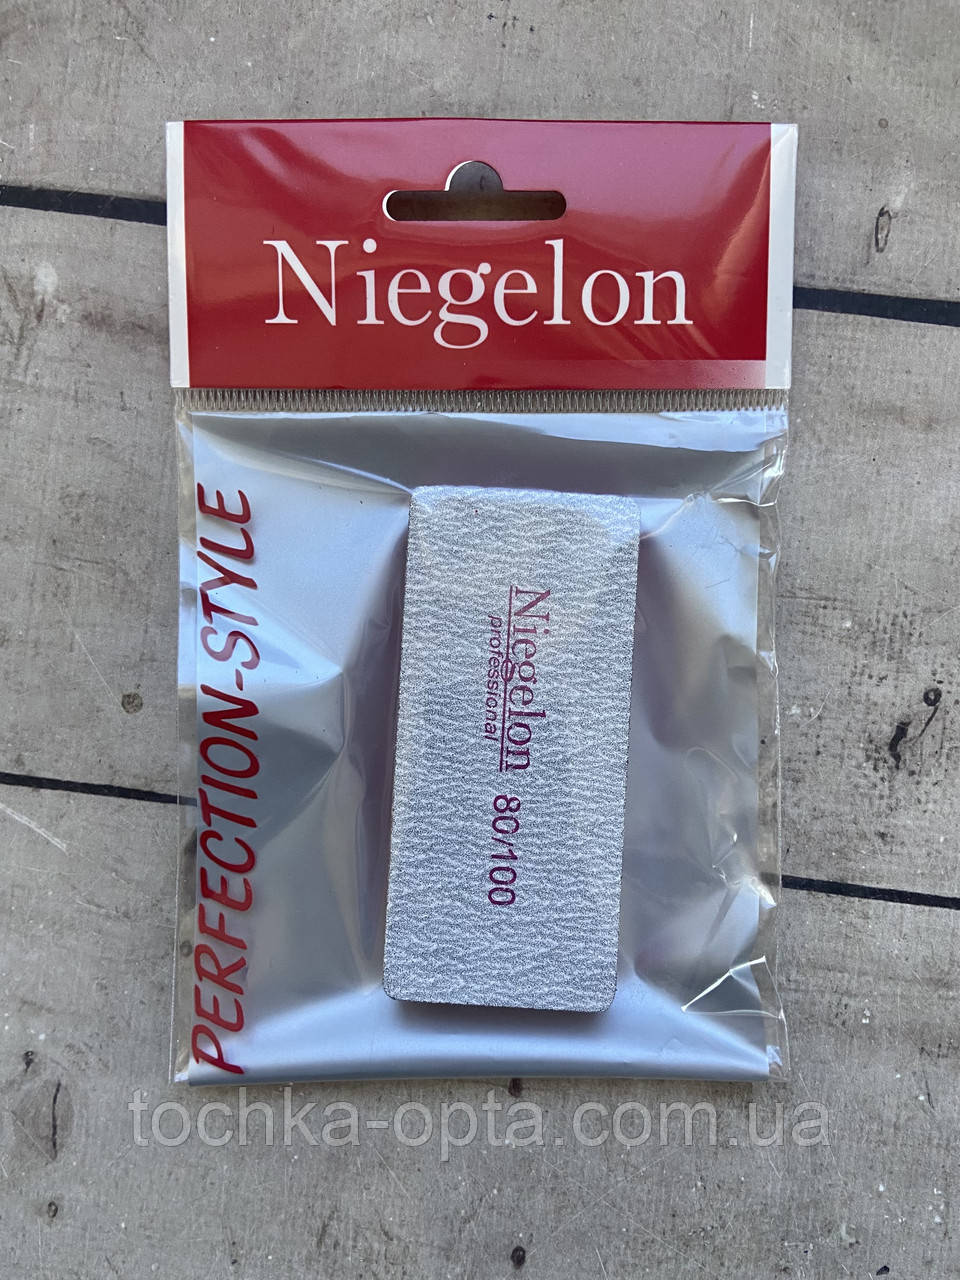 Niegelon
PERFECTION-STYLE
Niegelon
professional
80/100
tochka-opta.com.ua